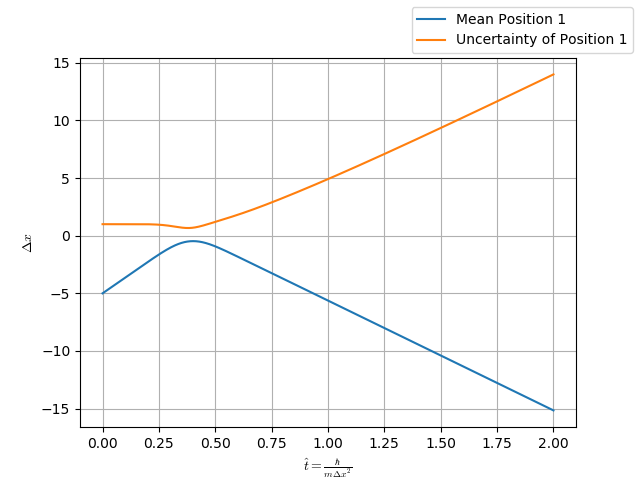 Mean Position 1
Uncertainty of Position 1
15
10
5
0
−5
−10
−15
Δx
0.00 0.25 0.50 0.75 1.00 1.25 1.50 1.75 2.00
t̂ = ℏ/mΔx²